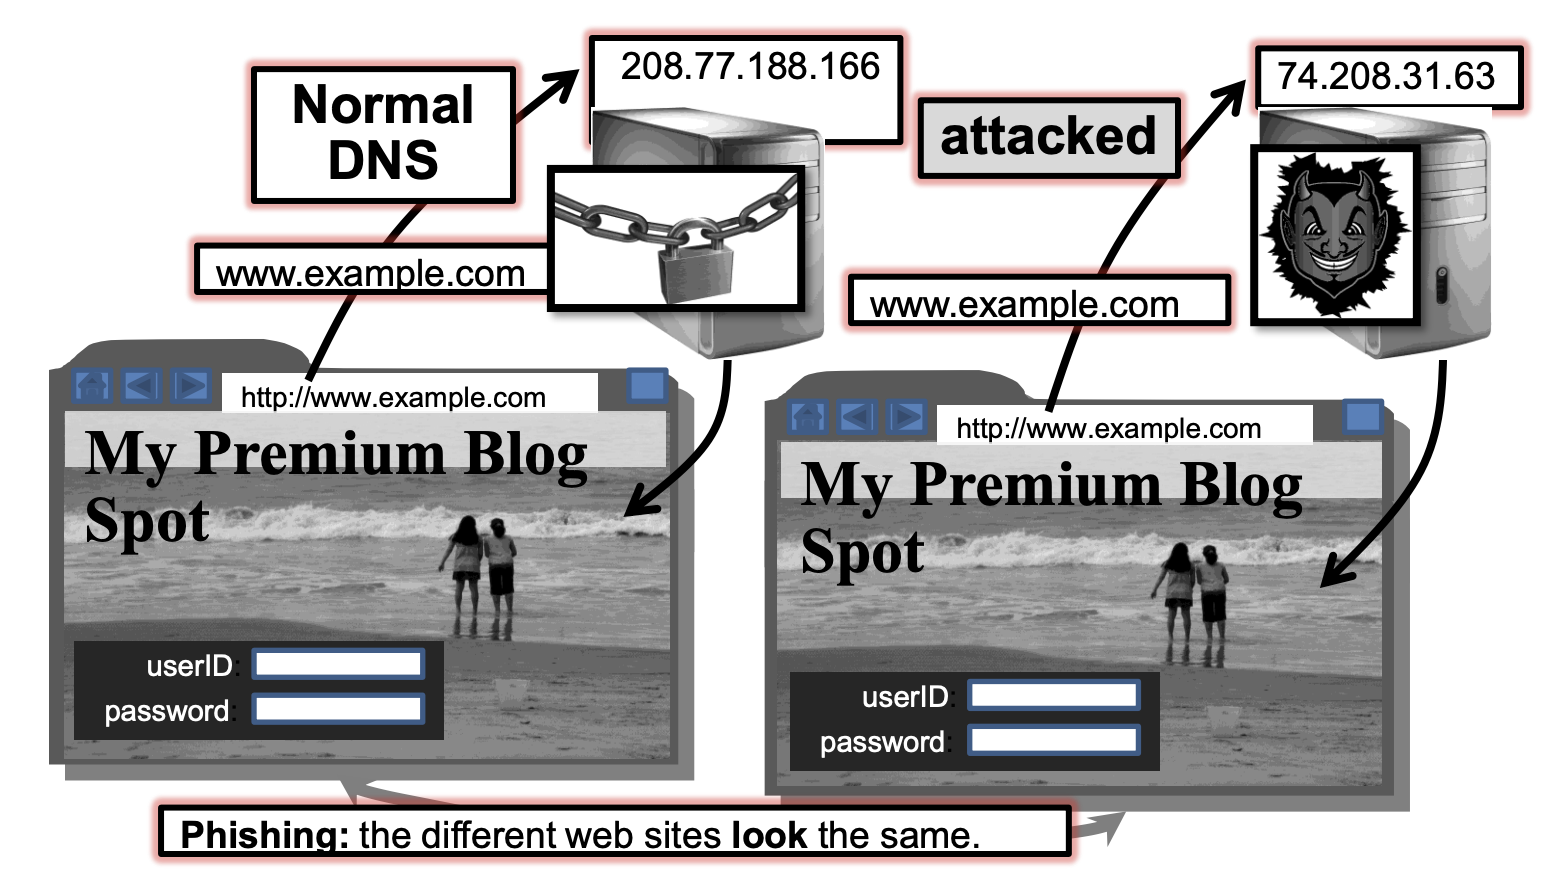 Normal
DNS
208.77.188.166
www.example.com
http://www.example.com
My Premium Blog
Spot
userID:
password:
attacked
74.208.31.63
www.example.com
http://www.example.com
My Premium Blog
Spot
userID:
password:
Phishing: the different web sites look the same.